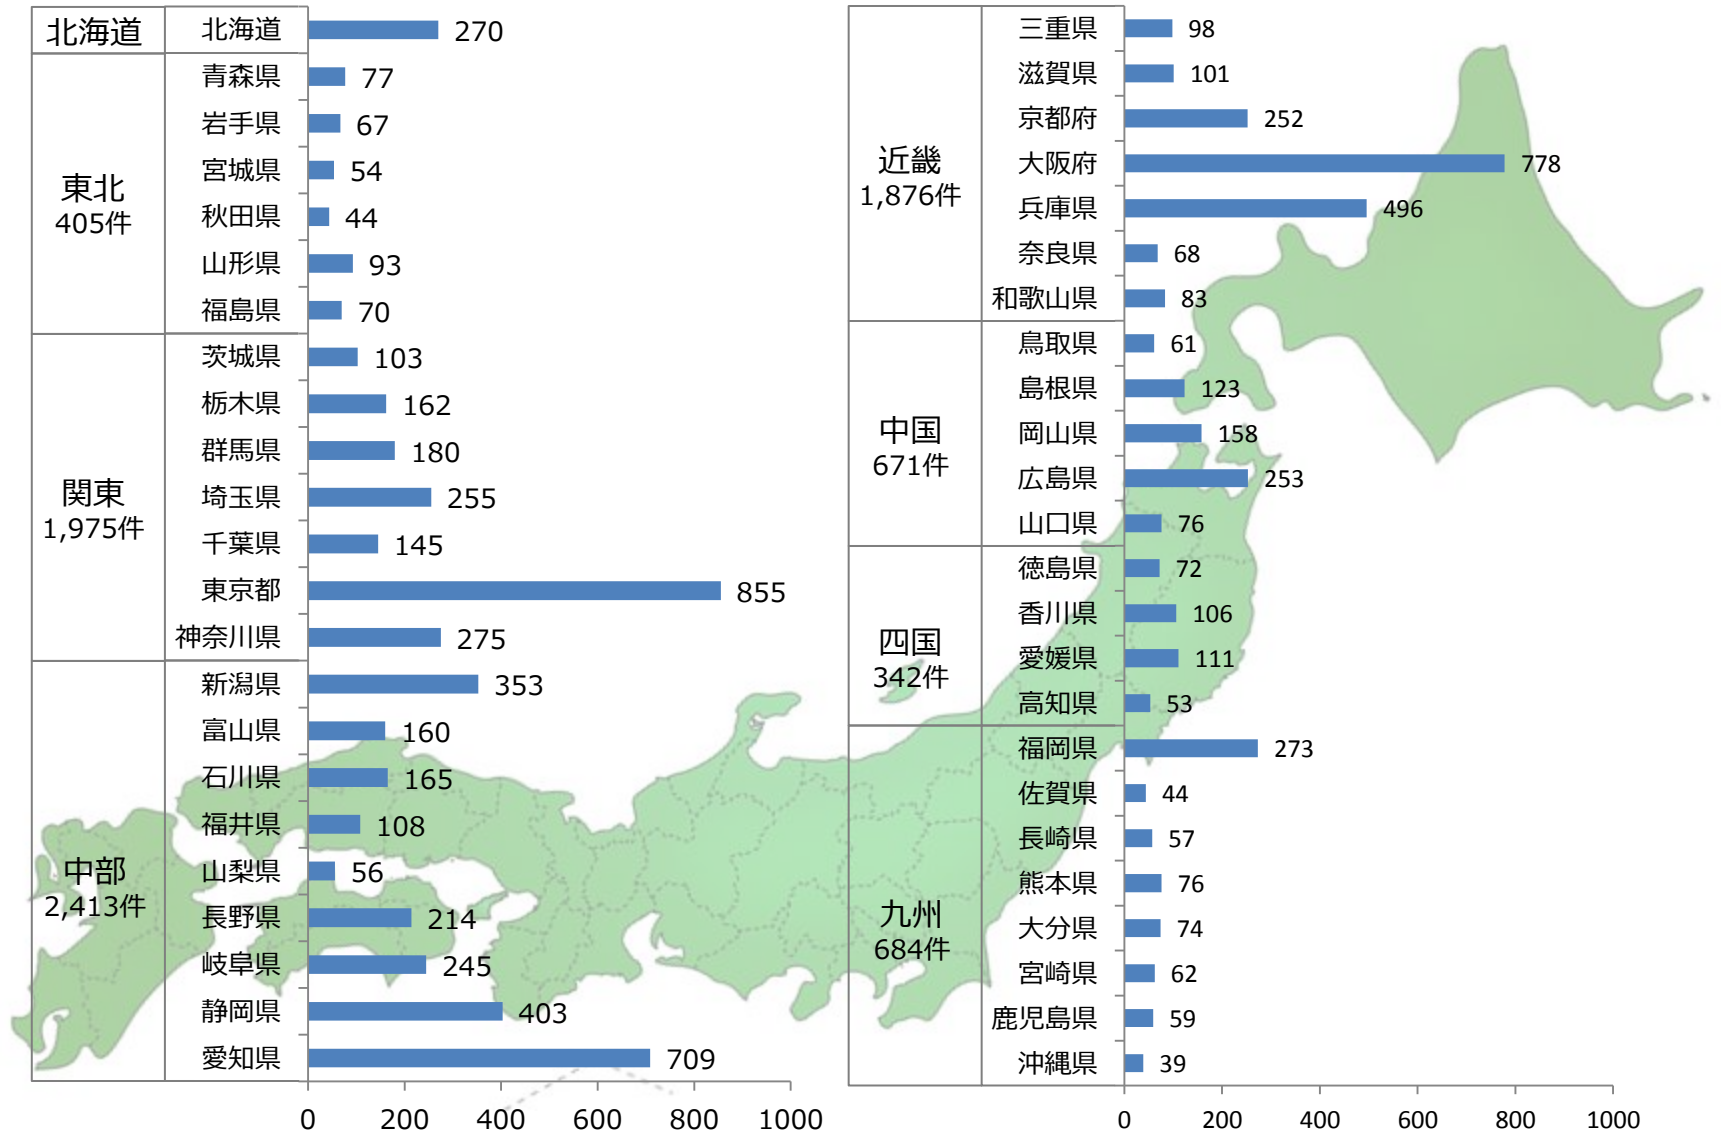 北海道 北海道 270
東北
405件
青森県 77
岩手県 67
宮城県 54
秋田県 44
山形県 93
福島県 70
関東
1,975件
茨城県 103
栃木県 162
群馬県 180
埼玉県 255
千葉県 145
東京都 855
神奈川県 275
中部
2,413件
新潟県 353
富山県 160
石川県 165
福井県 108
山梨県 56
長野県 214
岐阜県 245
静岡県 403
愛知県 709
0 200 400 600 800 1000
近畿
1,876件
三重県 98
滋賀県 101
京都府 252
大阪府 778
兵庫県 496
奈良県 68
和歌山県 83
中国
671件
鳥取県 61
島根県 123
岡山県 158
広島県 253
山口県 76
四国
342件
徳島県 72
香川県 106
愛媛県 111
高知県 53
九州
684件
福岡県 273
佐賀県 44
長崎県 57
熊本県 76
大分県 74
宮崎県 62
鹿児島県 59
沖縄県 39
0 200 400 600 800 1000